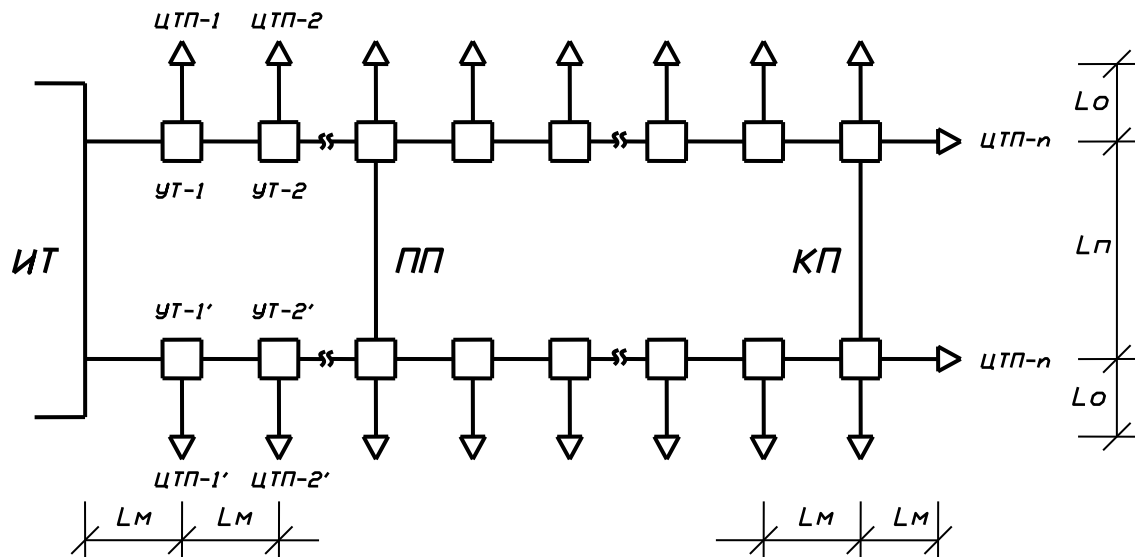 ЦТП-1 ЦТП-2
Lо
ЦТП-n
УТ-1 УТ-2
ИТ ПП КП Lп
УТ-1' УТ-2'
ЦТП-n
Lо
ЦТП-1' ЦТП-2'
Lм Lм Lм Lм